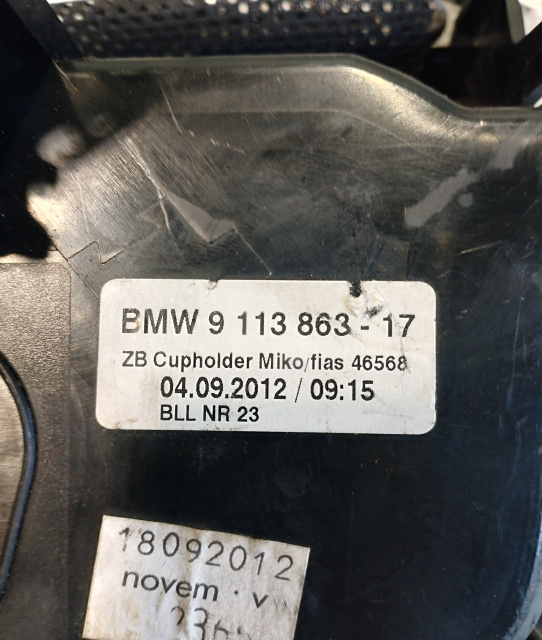 BMW 9 113 863 - 17
ZB Cupholder Miko/fias 46568
04.09.2012 / 09:15
BLL NR 23
18092012
novem · v